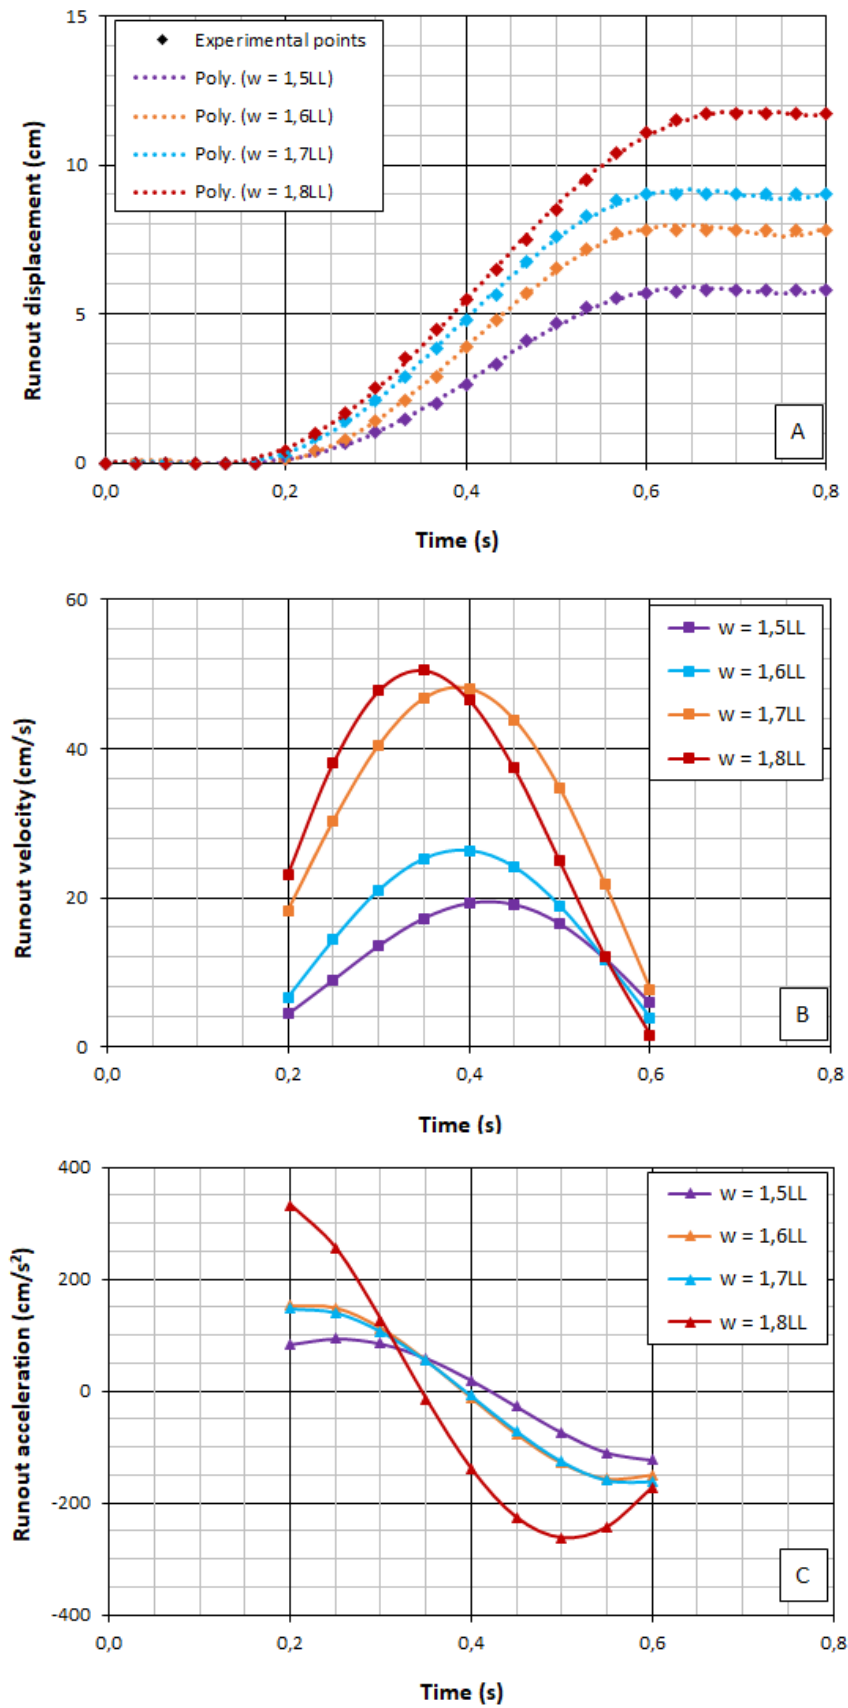 15
Experimental points
Poly. (w = 1,5LL)
Poly. (w = 1,6LL)
Poly. (w = 1,7LL)
Poly. (w = 1,8LL)
10
Runout displacement (cm)
5
A
0
0,0 0,2 0,4 0,6 0,8
Time (s)
60
w = 1,5LL
w = 1,6LL
w = 1,7LL
w = 1,8LL
40
Runout velocity (cm/s)
20
B
0
0,0 0,2 0,4 0,6 0,8
Time (s)
400
w = 1,5LL
w = 1,6LL
w = 1,7LL
w = 1,8LL
200
Runout acceleration (cm/s²)
0
-200
C
-400
0,0 0,2 0,4 0,6 0,8
Time (s)